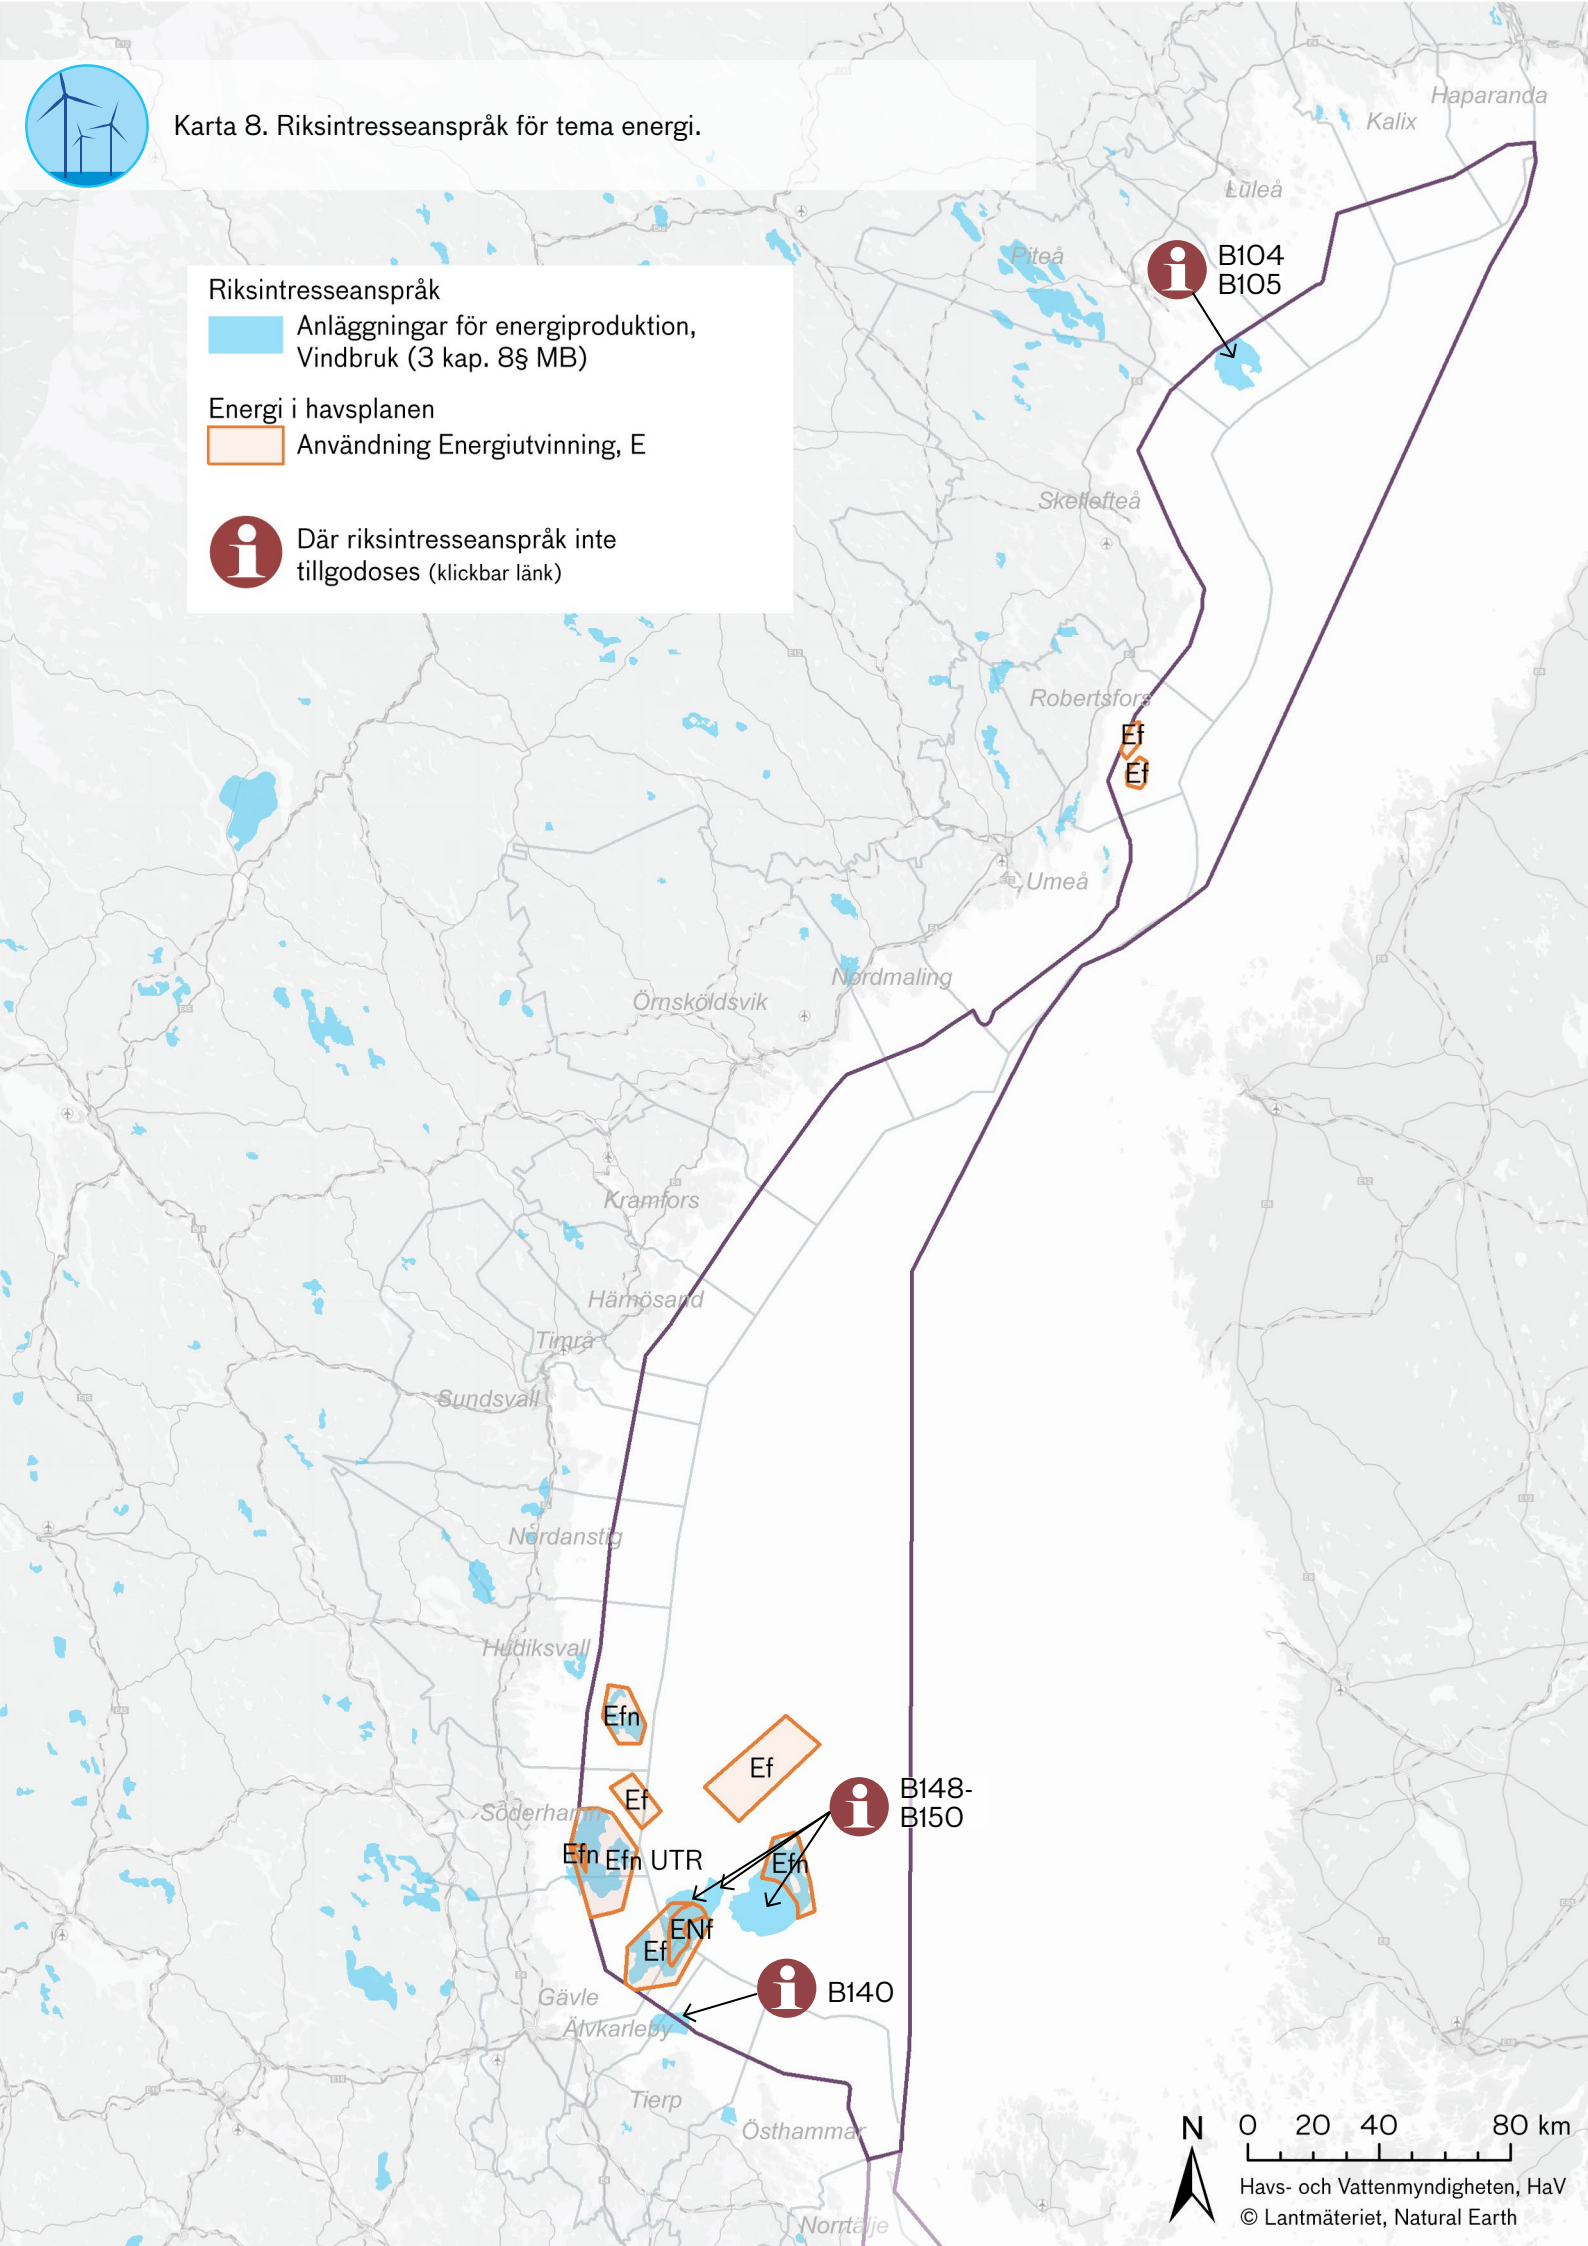 Karta 8. Riksintresseanspråk för tema energi.
Riksintresseanspråk
Anläggningar för energiproduktion,
Vindbruk (3 kap. 8§ MB)
Energi i havsplanen
Användning Energiutvinning, E
Där riksintresseanspråk inte
tillgodoses (klickbar länk)
Haparanda
Kalix
Luleå
Piteå
B104
B105
Skellefteå
Robertsfors
Ef
Ef
Umeå
Nordmaling
Örnsköldsvik
Kramfors
Härnösand
Timrå
Sundsvall
Nordanstig
Hudiksvall
Efn
Ef
Ef
Söderhamn
B148-
B150
Efn
Efn UTR
Efn
ENf
Ef
Gävle
B140
Älvkarleby
Tierp
Östhammar
Norrtälje
N
0 20 40 80 km
Havs- och Vattenmyndigheten, HaV
© Lantmäteriet, Natural Earth